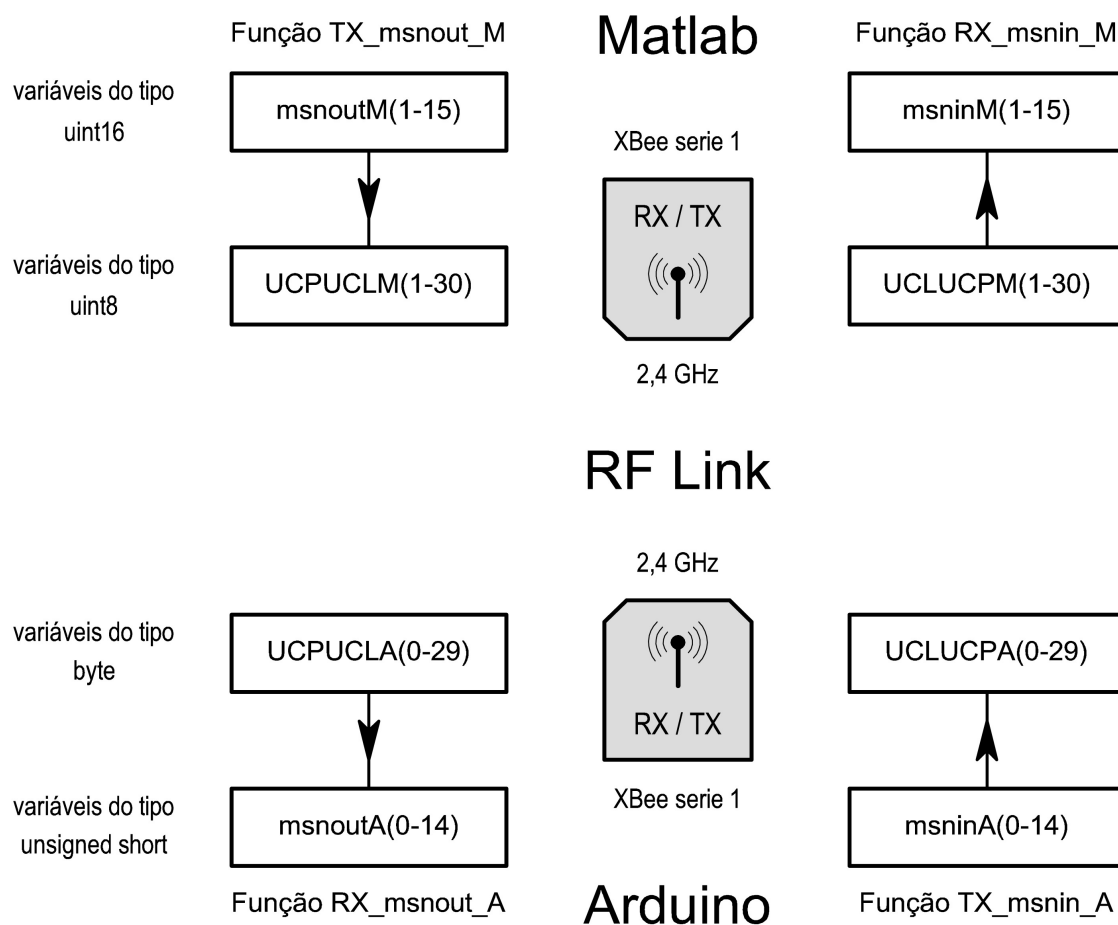 Função TX_msnout_M
Matlab
Função RX_msnin_M
variáveis do tipo
uint16
msnoutM(1-15)
msninM(1-15)
XBee serie 1
RX / TX
variáveis do tipo
uint8
UCPUCLM(1-30)
UCLUCPM(1-30)
2,4 GHz
RF Link
2,4 GHz
variáveis do tipo
byte
UCPUCLA(0-29)
UCLUCPA(0-29)
RX / TX
XBee serie 1
variáveis do tipo
unsigned short
msnoutA(0-14)
msninA(0-14)
Função RX_msnout_A
Arduino
Função TX_msnin_A